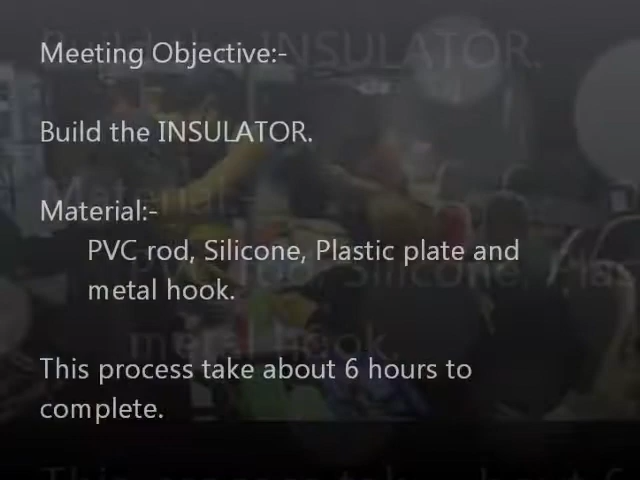 Meeting Objective:-
Build the INSULATOR.
Material:-
PVC rod, Silicone, Plastic plate and
metal hook.
This process take about 6 hours to
complete.